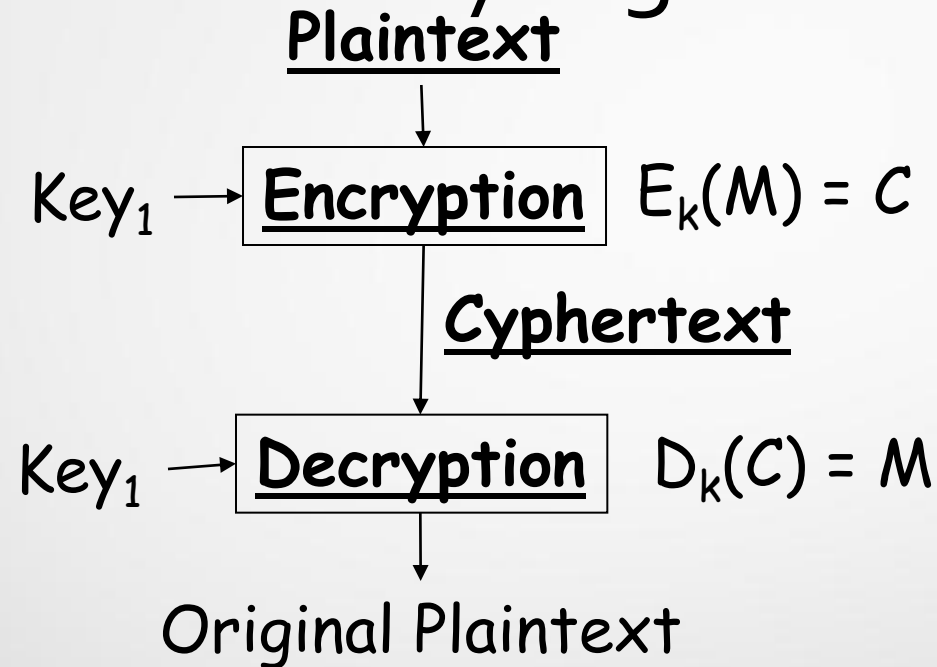 Plaintext
Key₁ Encryption Eₖ(M) = C
Cyphertext
Key₁ Decryption Dₖ(C) = M
Original Plaintext